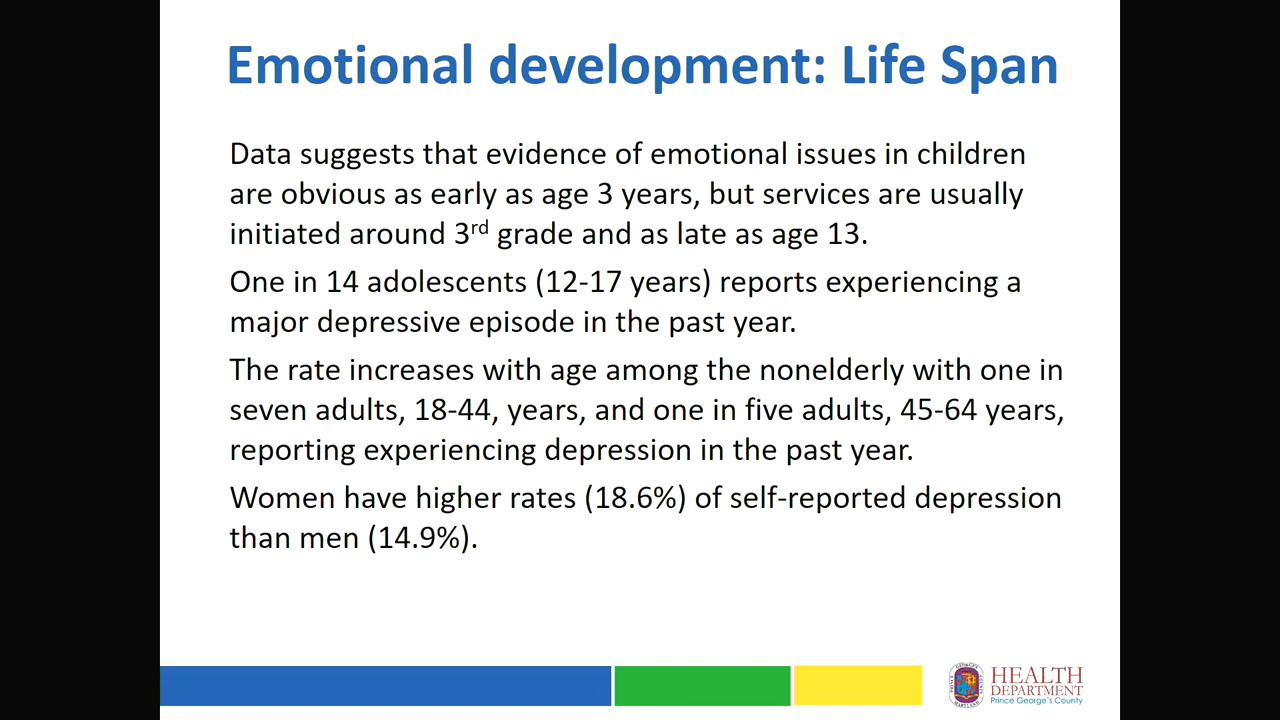 Emotional development: Life Span
Data suggests that evidence of emotional issues in children
are obvious as early as age 3 years, but services are usually
initiated around 3rd grade and as late as age 13.
One in 14 adolescents (12-17 years) reports experiencing a
major depressive episode in the past year.
The rate increases with age among the nonelderly with one in
seven adults, 18-44, years, and one in five adults, 45-64 years,
reporting experiencing depression in the past year.
Women have higher rates (18.6%) of self-reported depression
than men (14.9%).
HEALTH
DEPARTMENT
Prince George's County